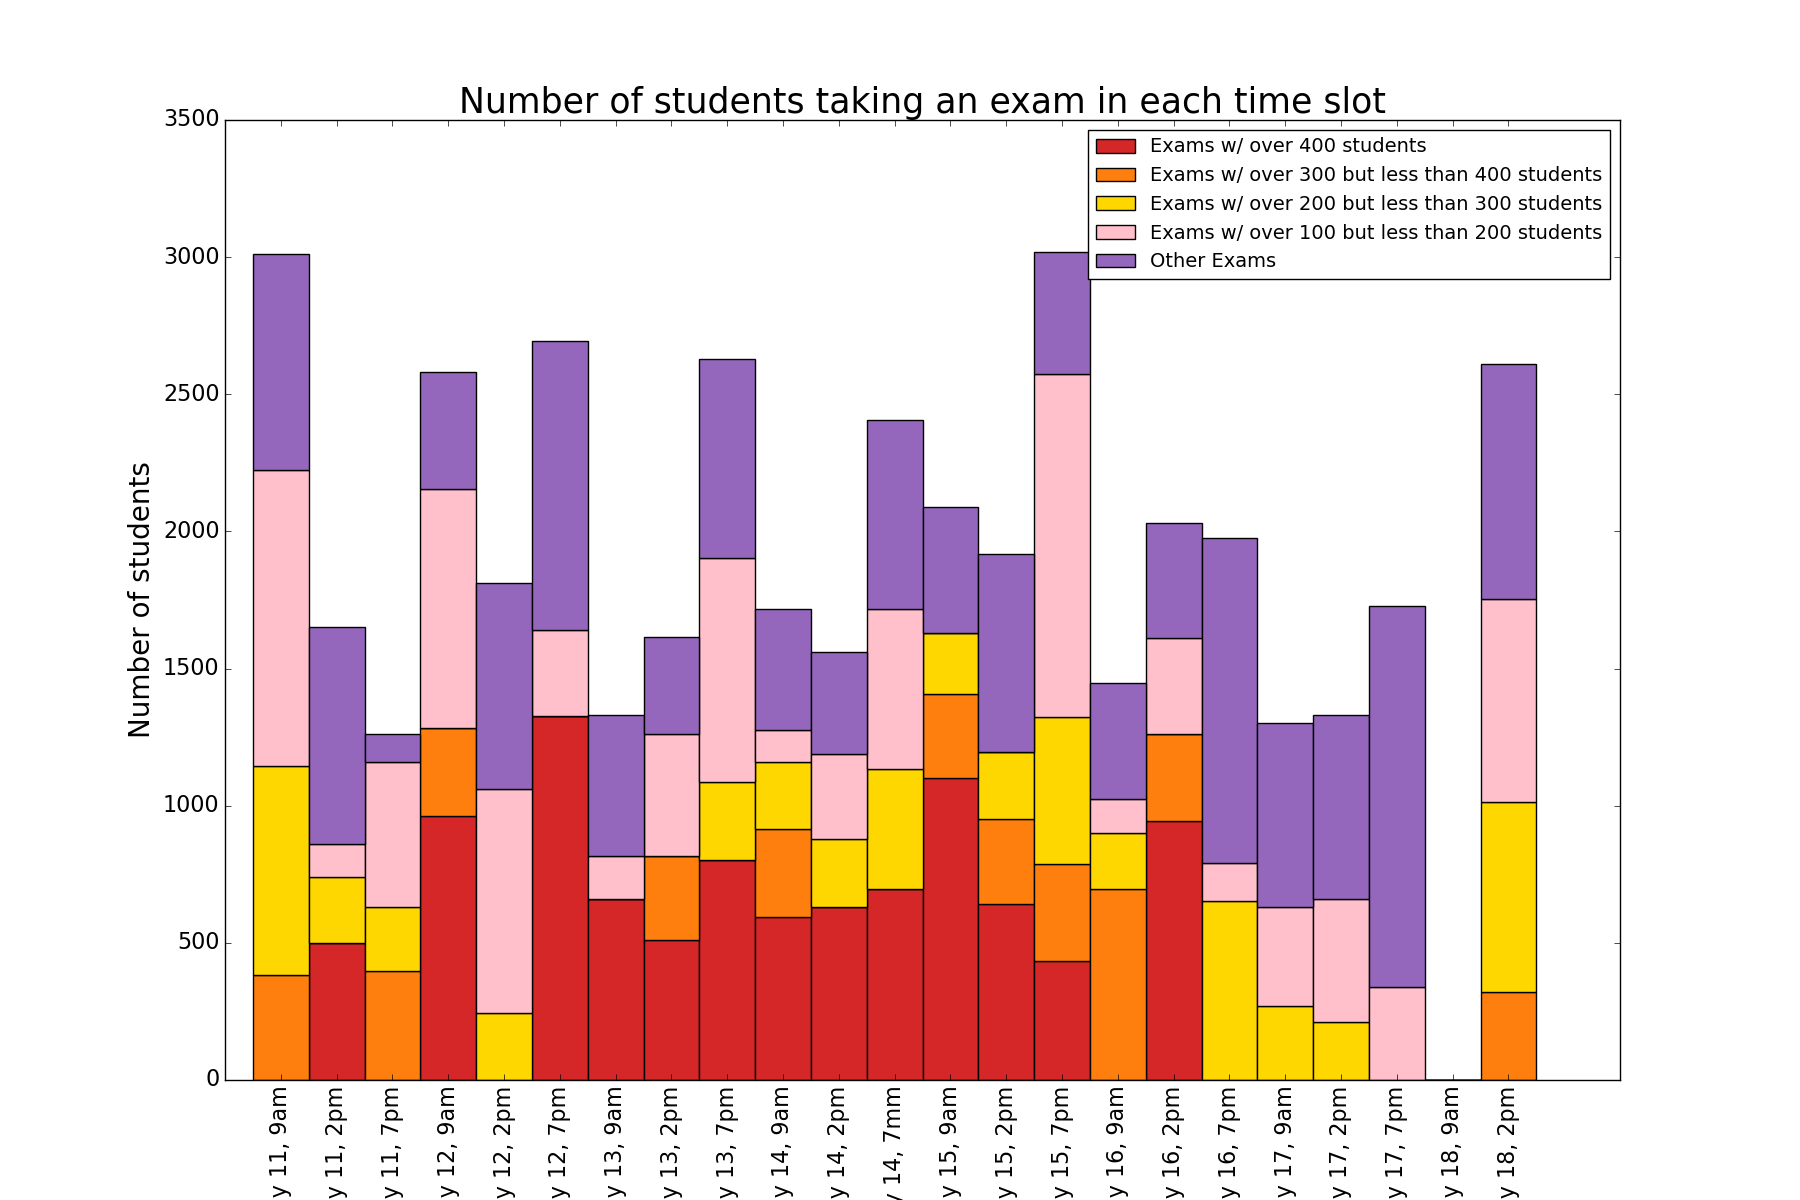 Number of students taking an exam in each time slot
Exams w/ over 400 students
Exams w/ over 300 but less than 400 students
Exams w/ over 200 but less than 300 students
Exams w/ over 100 but less than 200 students
Other Exams
Number of students
3500
3000
2500
2000
1500
1000
500
0
y 11, 9am
y 11, 2pm
y 11, 7pm
y 12, 9am
y 12, 2pm
y 12, 7pm
y 13, 9am
y 13, 2pm
y 13, 7pm
y 14, 9am
y 14, 2pm
y 14, 7mm
y 15, 9am
y 15, 2pm
y 15, 7pm
y 16, 9am
y 16, 2pm
y 16, 7pm
y 17, 9am
y 17, 2pm
y 17, 7pm
y 18, 9am
y 18, 2pm